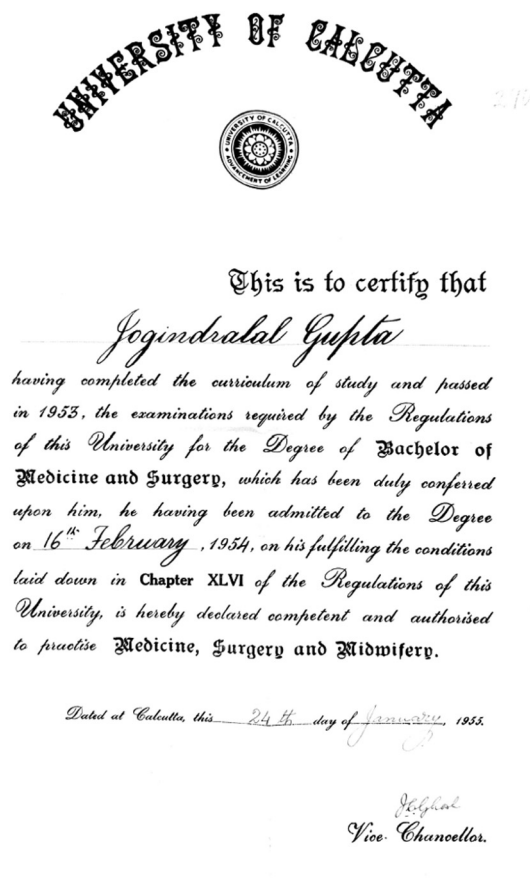 UNIVERSITY OF CALCUTTA
UNIVERSITY OF CALCUTTA
ADVANCEMENT OF LEARNING
This is to certify that
Jogindralal Gupta
having completed the curriculum of study and passed
in 1953, the examinations required by the Regulations
of this University for the Degree of Bachelor of
Medicine and Surgery, which has been duly conferred
upon him, he having been admitted to the Degree
on 16th February, 1954, on his fulfilling the conditions
laid down in Chapter XLVI of the Regulations of this
University, is hereby declared competent and authorised
to practise Medicine, Surgery and Midwifery.
Dated at Calcutta, this 24 th day of January, 1955.
Vice-Chancellor.